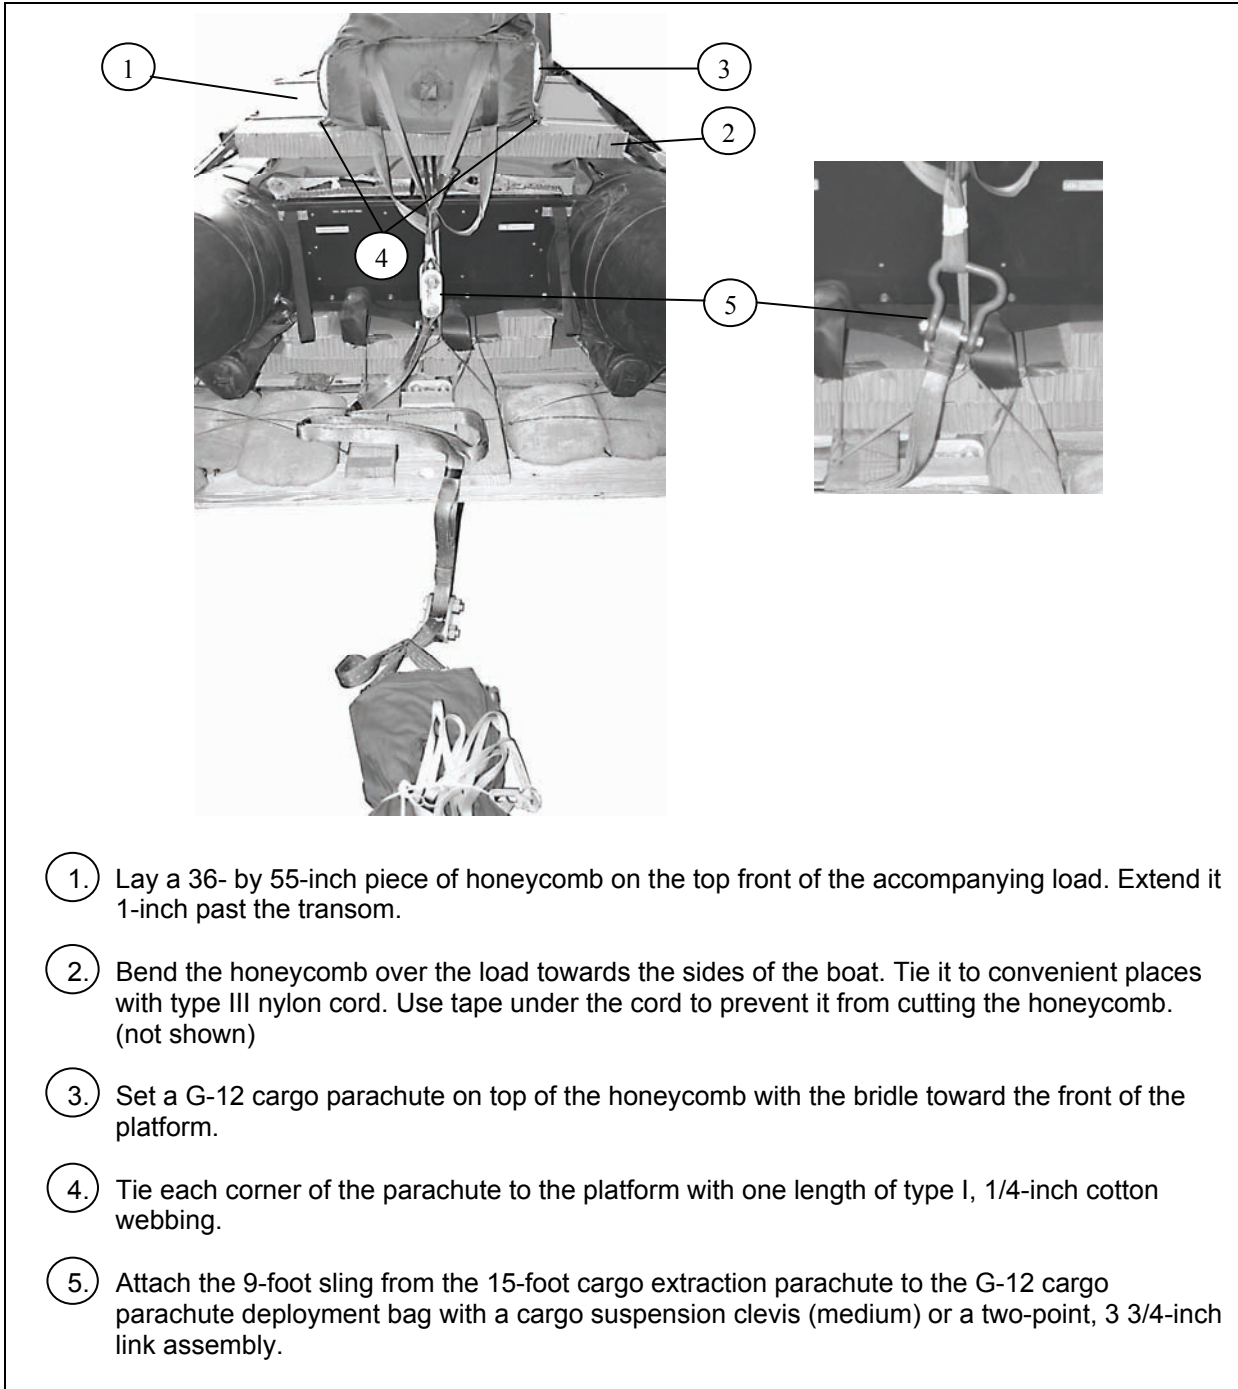 1
3
2
4
5
1. Lay a 36- by 55-inch piece of honeycomb on the top front of the accompanying load. Extend it
1-inch past the transom.
2. Bend the honeycomb over the load towards the sides of the boat. Tie it to convenient places
with type III nylon cord. Use tape under the cord to prevent it from cutting the honeycomb.
(not shown)
3. Set a G-12 cargo parachute on top of the honeycomb with the bridle toward the front of the
platform.
4. Tie each corner of the parachute to the platform with one length of type I, 1/4-inch cotton
webbing.
5. Attach the 9-foot sling from the 15-foot cargo extraction parachute to the G-12 cargo
parachute deployment bag with a cargo suspension clevis (medium) or a two-point, 3 3/4-inch
link assembly.